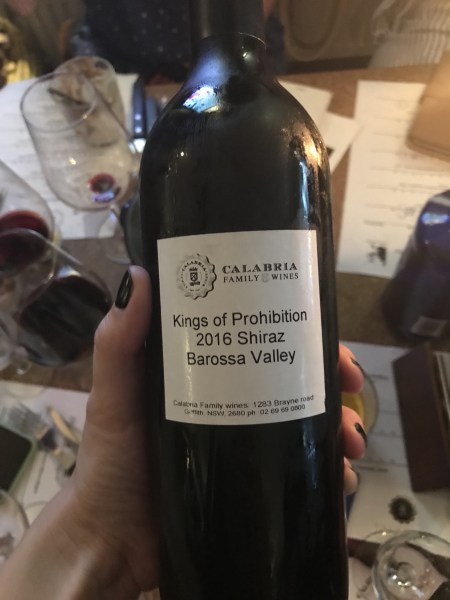 CALABRIA
FAMILY WINES
Kings of Prohibition
2016 Shiraz
Barossa Valley
Calabria Family wines: 1283 Brayne road
Griffith, NSW, 2680 ph 02 69 69 0800